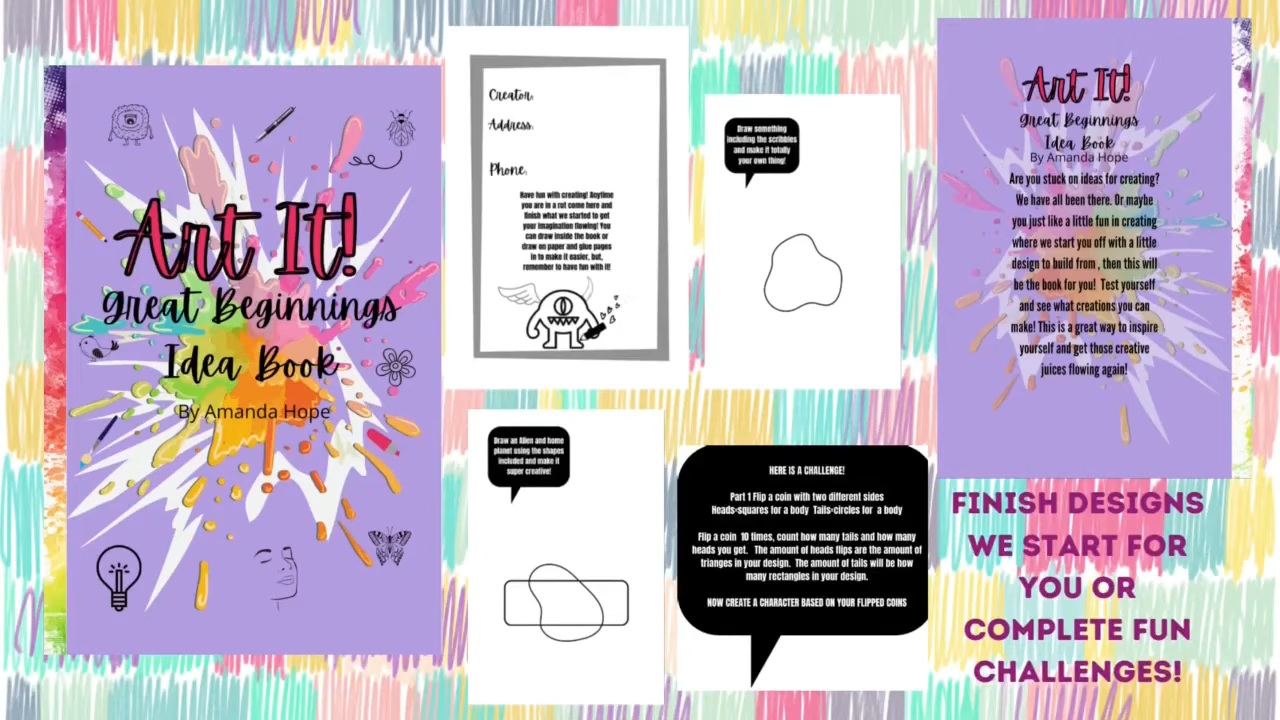 Art It!
Great Beginnings
Idea Book
By Amanda Hope
Creator:
Address:
Phone:
Have fun with creating! Anytime
you are in a rut come here and
finish what we started to get
your imagination flowing! You
can draw inside the book or
draw on paper and glue pages
in to make it easier, but,
remember to have fun with it!
Draw something
including the scribbles
and make it totally
your own thing!
Draw an Alien and home
planet using the shapes
included and make it
super creative!
HERE IS A CHALLENGE!
Part 1 Flip a coin with two different sides
Heads=squares for a body Tails=circles for a body
Flip a coin 10 times, count how many tails and how many
heads you get. The amount of heads flips are the amount of
trianges in your design. The amount of tails will be how
many rectangles in your design.
NOW CREATE A CHARACTER BASED ON YOUR FLIPPED COINS
Art It!
Great Beginnings
Idea Book
By Amanda Hope
Are you stuck on ideas for creating?
We have all been there. Or maybe
you just like a little fun in creating
where we start you off with a little
design to build from , then this will
be the book for you! Test yourself
and see what creations you can
make! This is a great way to inspire
yourself and get those creative
juices flowing again!
FINISH DESIGNS
WE START FOR
YOU OR
COMPLETE FUN
CHALLENGES!